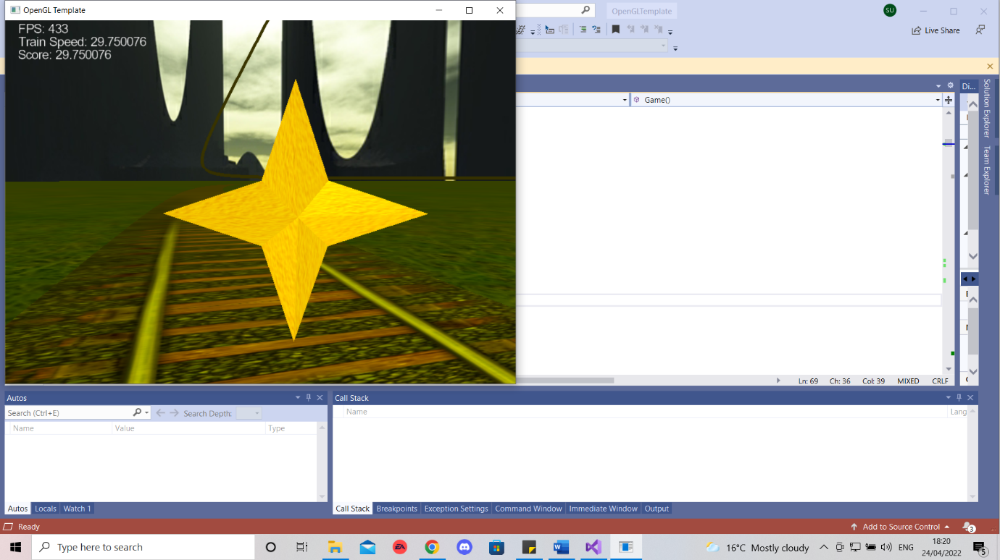 OpenGL Template
FPS: 433
Train Speed: 29.750076
Score: 29.750076
OpenGLTemplate
SU
Live Share
Game()
Di...
Solution Explorer
Team Explorer
Ln: 69 Ch: 36 Col: 39 MIXED CRLF
Autos
Search (Ctrl+E)
Search Depth:
Name Value Type
Autos Locals Watch 1
Call Stack
Name Lang
Call Stack Breakpoints Exception Settings Command Window Immediate Window Output
Ready
Add to Source Control
3
Type here to search
EA
16°C Mostly cloudy
ENG
18:20
24/04/2022
5